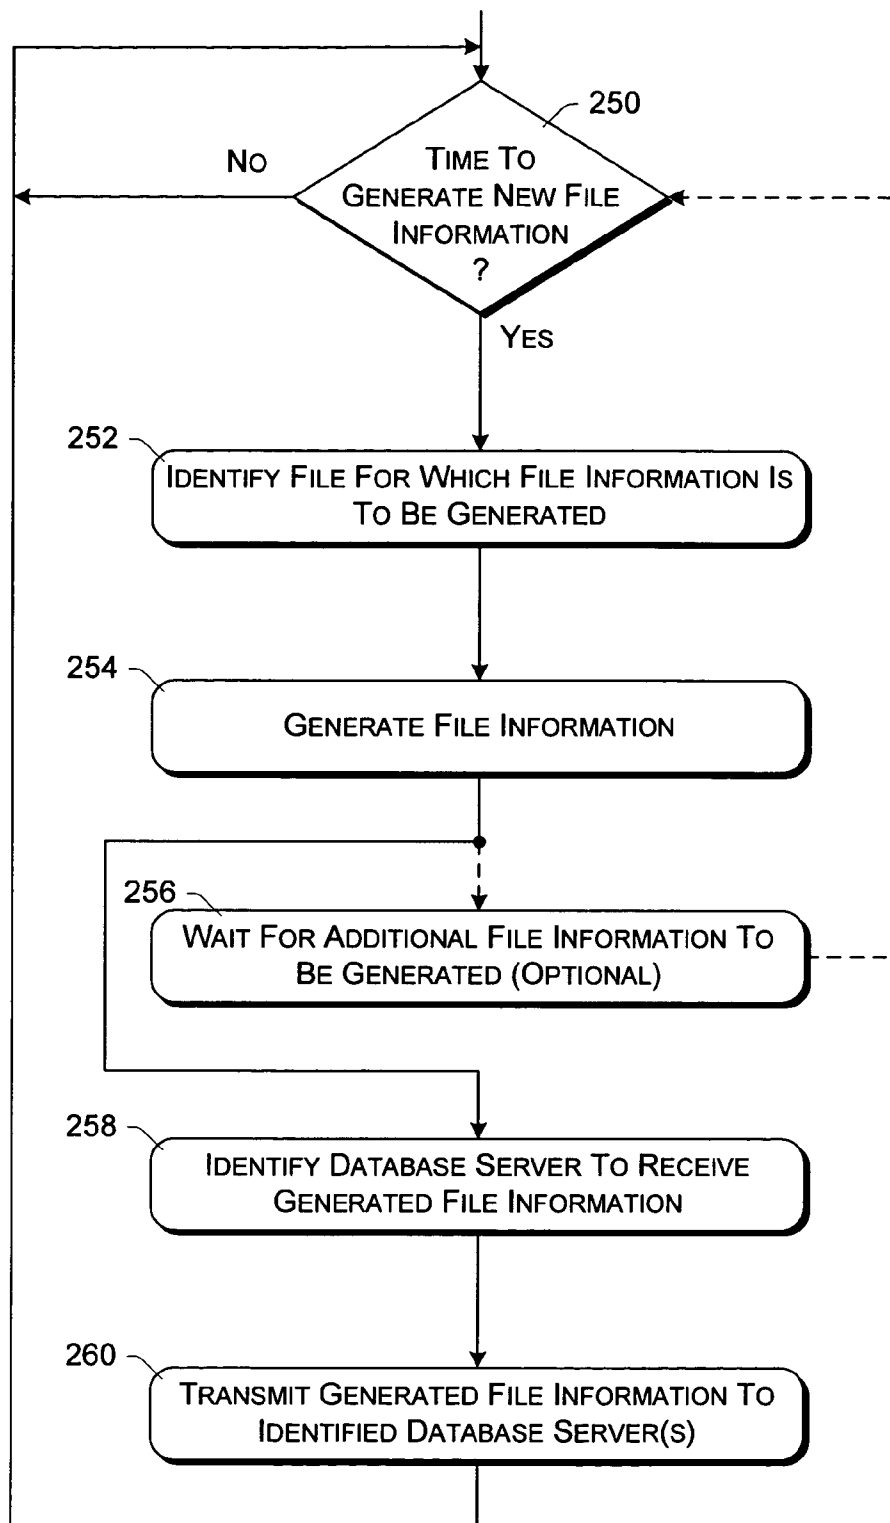 250
NO
TIME TO
GENERATE NEW FILE
INFORMATION
?
YES
252
IDENTIFY FILE FOR WHICH FILE INFORMATION IS
TO BE GENERATED
254
GENERATE FILE INFORMATION
256
WAIT FOR ADDITIONAL FILE INFORMATION TO
BE GENERATED (OPTIONAL)
258
IDENTIFY DATABASE SERVER TO RECEIVE
GENERATED FILE INFORMATION
260
TRANSMIT GENERATED FILE INFORMATION TO
IDENTIFIED DATABASE SERVER(S)